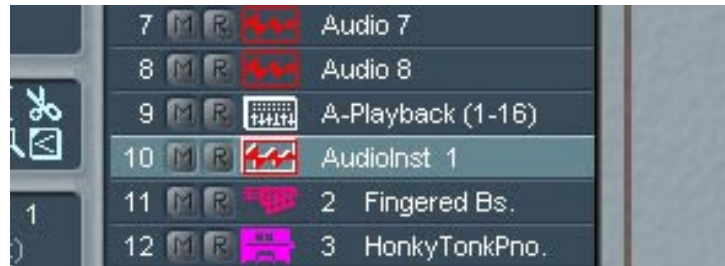 7 M R Audio 7
8 M R Audio 8
9 M R A-Playback (1-16)
10 M R AudioInst 1
1
11 M R 2 Fingered Bs.
12 M R 3 HonkyTonkPno.